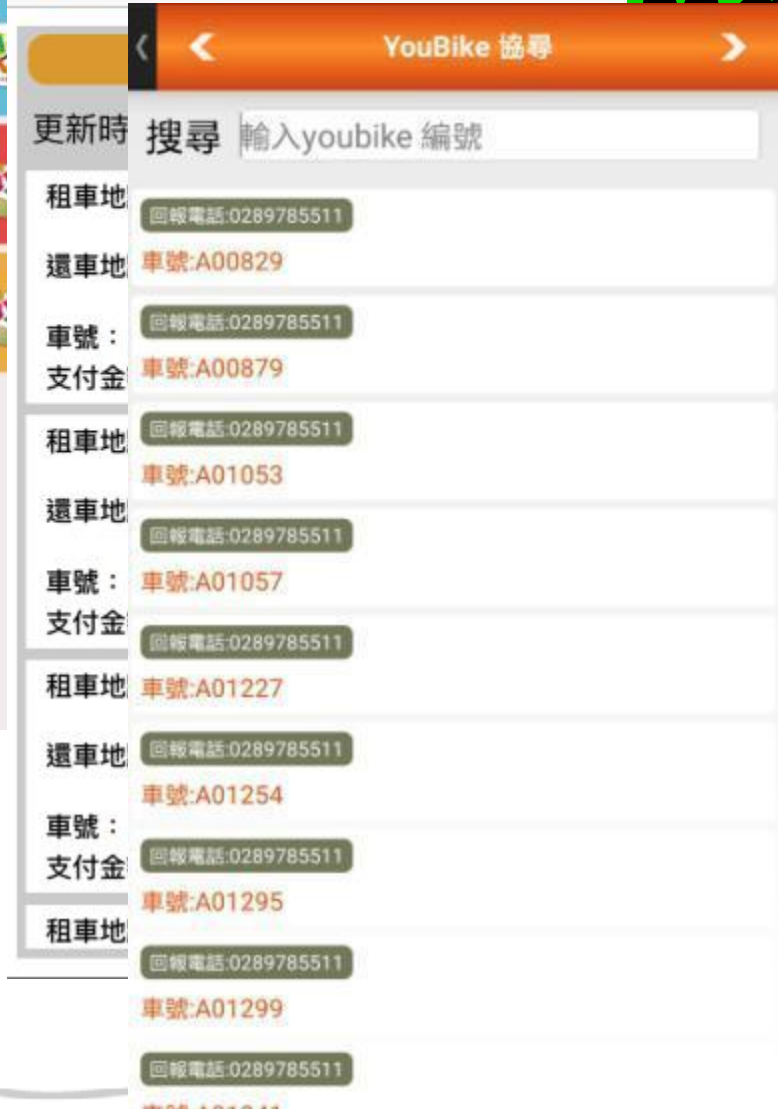 YouBike 協尋
搜尋 輸入youbike 編號
回報電話:0289785511
車號:A00829
回報電話:0289785511
車號:A00879
回報電話:0289785511
車號:A01053
回報電話:0289785511
車號:A01057
回報電話:0289785511
車號:A01227
回報電話:0289785511
車號:A01254
回報電話:0289785511
車號:A01295
回報電話:0289785511
車號:A01299
回報電話:0289785511
更新時
租車地
還車地
車號：
支付金
租車地
還車地
車號：
支付金
租車地
還車地
車號：
支付金
租車地